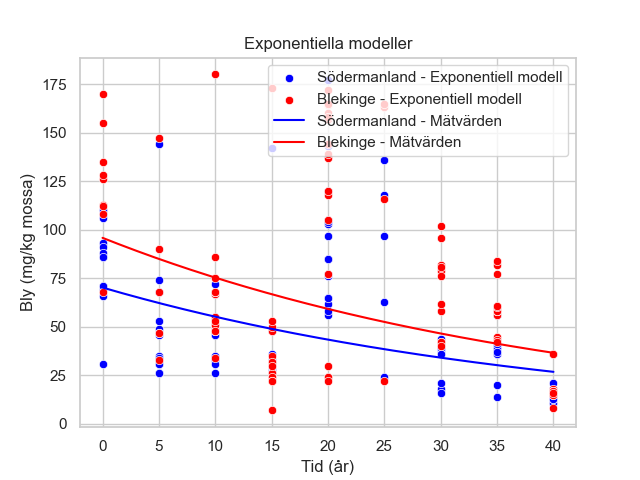 Exponentiella modeller
Södermanland - Exponentiell modell
Blekinge - Exponentiell modell
Södermanland - Mätvärden
Blekinge - Mätvärden
Bly (mg/kg mossa)
175
150
125
100
75
50
25
0
0 5 10 15 20 25 30 35 40
Tid (år)